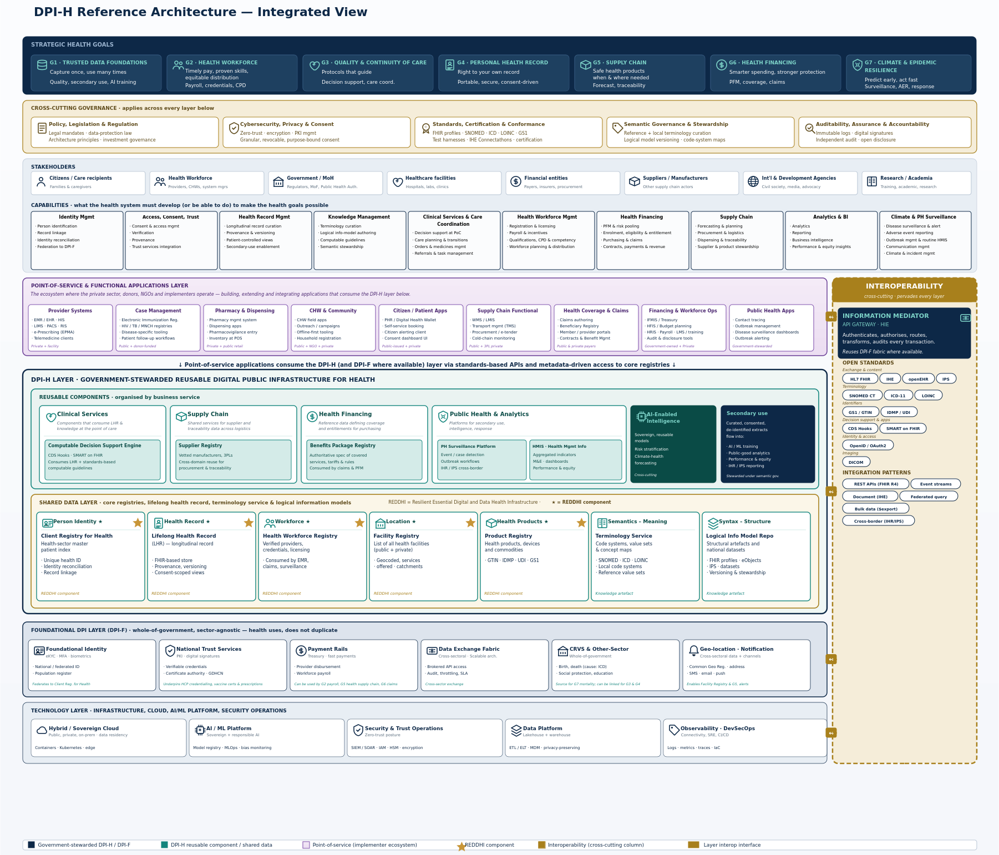 DPI-H Reference Architecture — Integrated View
STRATEGIC HEALTH GOALS
G1 · TRUSTED DATA FOUNDATIONS
Capture once, use many times
Quality, secondary use, AI training
G2 · HEALTH WORKFORCE
Timely pay, proven skills,
equitable distribution
Payroll, credentials, CPD
G3 · QUALITY & CONTINUITY OF CARE
Protocols that guide
Decision support, care coord.
G4 · PERSONAL HEALTH RECORD
Right to your own record
Portable, secure, consent-driven
G5 · SUPPLY CHAIN
Safe health products
when & where needed
Forecast, traceability
G6 · HEALTH FINANCING
Smarter spending, stronger protection
PFM, coverage, claims
G7 · CLIMATE & EPIDEMIC
RESILIENCE
Predict early, act fast
Surveillance, AER, response
CROSS-CUTTING GOVERNANCE · applies across every layer below
Policy, Legislation & Regulation
Legal mandates · data-protection law
Architecture principles · investment governance
Cybersecurity, Privacy & Consent
Zero-trust · encryption · PKI mgmt
Granular, revocable, purpose-bound consent
Standards, Certification & Conformance
FHIR profiles · SNOMED · ICD · LOINC · GS1
Test harnesses · IHE Connectathons · certification
Semantic Governance & Stewardship
Reference + local terminology curation
Logical model versioning · code-system maps
Auditability, Assurance & Accountability
Immutable logs · digital signatures
Independent audit · open disclosure
STAKEHOLDERS
Citizens / Care recipients
Families & caregivers
Health Workforce
Providers, CHWs, system mgrs
Government / MoH
Regulators, MoF, Public Health Auth.
Healthcare facilities
Hospitals, labs, clinics
Financial entities
Payers, insurers, procurement
Suppliers / Manufacturers
Other supply chain actors
Int'l & Development Agencies
Civil society, media, advocacy
Research / Academia
Training, academic, research
CAPABILITIES · what the health system must develop (or be able to do) to make the health goals possible
Identity Mgmt
· Person identification
· Record linkage
· Identity reconciliation
· Federation to DPI-F
Access, Consent, Trust
· Consent & access mgmt
· Verification
· Provenance
· Trust services integration
Health Record Mgmt
· Longitudinal record curation
· Provenance & versioning
· Patient-controlled views
· Secondary-use enablement
Knowledge Management
· Terminology curation
· Logical info-model authoring
· Computable guidelines
· Semantic stewardship
Clinical Services & Care
Coordination
· Decision support at PoC
· Care planning & transitions
· Orders & medicines mgmt
· Referrals & task management
Health Workforce Mgmt
· Registration & licensing
· Payroll & incentives
· Qualifications, CPD & competency
· Workforce planning & distribution
Health Financing
· PFM & risk pooling
· Enrolment, eligibility & entitlement
· Purchasing & claims
· Contracts, payments & revenue
Supply Chain
· Forecasting & planning
· Procurement & logistics
· Dispensing & traceability
· Supplier & product stewardship
Analytics & BI
· Analytics
· Reporting
· Business intelligence
· Performance & equity insights
Climate & PH Surveillance
· Disease surveillance & alert
· Adverse event reporting
· Outbreak mgmt & routine HMIS
· Communication mgmt
· Climate & incident mgmt
POINT-OF-SERVICE & FUNCTIONAL APPLICATIONS LAYER
The ecosystem where the private sector, donors, NGOs and implementers operate — building, extending and integrating applications that consume the DPI-H layer below.
Provider Systems
· EMR / EHR · HIS
· LIMS · PACS · RIS
· e-Prescribing (EPMA)
· Telemedicine clients
Private + facility
Case Management
· Electronic Immunization Reg.
· HIV / TB / MNCH registries
· Disease-specific tooling
· Patient follow-up workflows
Public + donor-funded
Pharmacy & Dispensing
· Pharmacy mgmt system
· Dispensing apps
· Pharmacovigilance entry
· Inventory at POS
Private + public retail
CHW & Community
· CHW field apps
· Outreach / campaigns
· Offline-first tooling
· Household registration
Public + NGO + private
Citizen / Patient Apps
· PHR / Digital Health Wallet
· Self-service booking
· Citizen alerting client
· Consent dashboard UI
Public-issued + private
Supply Chain Functional
· WMS / LMIS
· Transport mgmt (TMS)
· Procurement / e-tender
· Cold-chain monitoring
Public + 3PL private
Health Coverage & Claims
· Claims authoring
· Beneficiary Registry
· Member / provider portals
· Contracts & Benefit Mgmt
Public & private payers
Financing & Workforce Ops
· IFMIS / Treasury
· HFIS / Budget planning
· HRIS · Payroll · LMS / training
· Audit & disclosure tools
Government-owned + Private
Public Health Apps
· Contact tracing
· Outbreak management
· Disease surveillance dashboards
· Outbreak alerting
Government-stewarded
↓ Point-of-service applications consume the DPI-H (and DPI-F where available) layer via standards-based APIs and metadata-driven access to core registries ↓
DPI-H LAYER · GOVERNMENT-STEWARDED REUSABLE DIGITAL PUBLIC INFRASTRUCTURE FOR HEALTH
REUSABLE COMPONENTS · organised by business service
Clinical Services
Components that consume LHR &
knowledge at the point of care
Computable Decision Support Engine
CDS Hooks · SMART on FHIR
Consumes LHR + standards-based
computable guidelines
Supply Chain
Shared services for supplier and
traceability data across logistics
Supplier Registry
Vetted manufacturers, 3PLs
Cross-domain reuse for
procurement & traceability
Health Financing
Reference data defining coverage
and entitlements for purchasing
Benefits Package Registry
Authoritative spec of covered
services, tariffs & rules
Consumed by claims & PFM
Public Health & Analytics
Platforms for secondary use,
intelligence, response
PH Surveillance Platform
Event / case detection
Outbreak workflows
IHR / IPS cross-border
HMIS · Health Mgmt Info
Aggregated indicators
M&E · dashboards
Performance & equity
AI-Enabled
Intelligence
Sovereign, reusable
models
Risk stratification
Climate-health
forecasting
Cross-cutting
Secondary use
Curated, consented,
de-identified extracts
flow into:
· AI / ML training
· Public-good analytics
· Performance & equity
· IHR / IPS reporting
Stewarded under semantic gov.
SHARED DATA LAYER · core registries, lifelong health record, terminology service & logical information models
REDDHI = Resilient Essential Digital and Data Health Infrastructure ·
★ = REDDHI component
Person Identity ★
Client Registry for Health
Health-sector master
patient index
· Unique health ID
· Identity reconciliation
· Record linkage
REDDHI component
Health Record ★
Lifelong Health Record
(LHR) — longitudinal record
· FHIR-based store
· Provenance, versioning
· Consent-scoped views
REDDHI component
Workforce ★
Health Workforce Registry
Verified providers,
credentials, licensing
· Consumed by EMR,
claims, surveillance
REDDHI component
Location ★
Facility Registry
List of all health facilities
(public + private)
· Geocoded, services
· offered · catchments
REDDHI component
Health Products ★
Product Registry
Health products, devices
and commodities
· GTIN · IDMP · UDI · GS1
REDDHI component
Semantics – Meaning
Terminology Service
Code systems, value sets
& concept maps
· SNOMED · ICD · LOINC
· Local code systems
· Reference value sets
Knowledge artefact
Syntax – Structure
Logical Info Model Repo
Structural artefacts and
national datasets
· FHIR profiles · eObjects
· IPS · datasets
· Versioning & stewardship
Knowledge artefact
FOUNDATIONAL DPI LAYER (DPI-F) · whole-of-government, sector-agnostic — health uses, does not duplicate
Foundational Identity
eKYC · MFA · biometrics
· National / federated ID
· Population register
Federates to Client Reg. for Health
National Trust Services
PKI · digital signatures
· Verifiable credentials
· Certificate authority · GDHCN
Underpins HCP credentialling, vaccine certs & prescriptions
Payment Rails
Treasury · fast payments
· Provider disbursement
· Workforce payroll
Can be used by G2 payroll, G5 health supply chain, G6 claims
Data Exchange Fabric
Cross-sectoral · Scalable arch.
· Brokered API access
· Audit, throttling, SLA
Cross-sector exchange
CRVS & Other-Sector
Whole-of-government
· Birth, death (cause: ICD)
· Social protection, education
Source for G7 mortality; can be linked for G3 & G4
Geo-location · Notification
Cross-sectoral data + channels
· Common Geo Reg. · address
· SMS · email · push
Enables Facility Registry & G5, alerts
TECHNOLOGY LAYER · INFRASTRUCTURE, CLOUD, AI/ML PLATFORM, SECURITY OPERATIONS
Hybrid / Sovereign Cloud
Public, private, on-prem · data residency
Containers · Kubernetes · edge
AI / ML Platform
Sovereign + responsible AI
Model registry · MLOps · bias monitoring
Security & Trust Operations
Zero-trust posture
SIEM / SOAR · IAM · HSM · encryption
Data Platform
Lakehouse + warehouse
ETL / ELT · MDM · privacy-preserving
Observability · DevSecOps
Connectivity, SRE, CI/CD
Logs · metrics · traces · IaC
INTEROPERABILITY
cross-cutting · pervades every layer
INFORMATION MEDIATOR
API GATEWAY · HIE
Authenticates, authorises, routes,
transforms, audits every transaction.
Reuses DPI-F fabric where available.
OPEN STANDARDS
Exchange & content
HL7 FHIR IHE openEHR IPS
Terminology
SNOMED CT ICD-11 LOINC
Identifiers
GS1 / GTIN IDMP / UDI
Decision support & apps
CDS Hooks SMART on FHIR
Identity & access
OpenID / OAuth2
Imaging
DICOM
INTEGRATION PATTERNS
REST APIs (FHIR R4) Event streams
Document (IHE) Federated query
Bulk data ($export)
Cross-border (IHR/IPS)
Government-stewarded DPI-H / DPI-F
DPI-H reusable component / shared data
Point-of-service (implementer ecosystem)
REDDHI component
Interoperability (cross-cutting column)
Layer interop interface